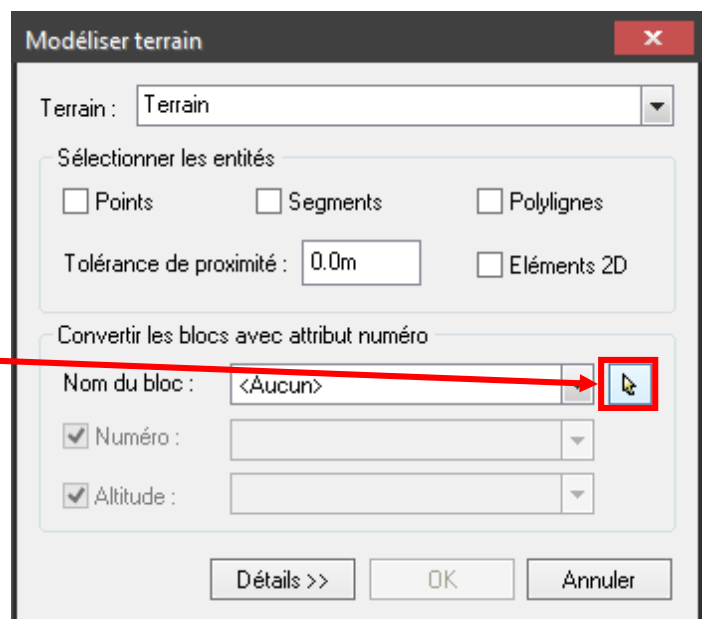 Modéliser terrain
Terrain : Terrain
Sélectionner les entités
Points Segments Polylignes
Tolérance de proximité : 0.0m Eléments 2D
Convertir les blocs avec attribut numéro
Nom du bloc : <Aucun>
Numéro :
Altitude :
Détails >> OK Annuler